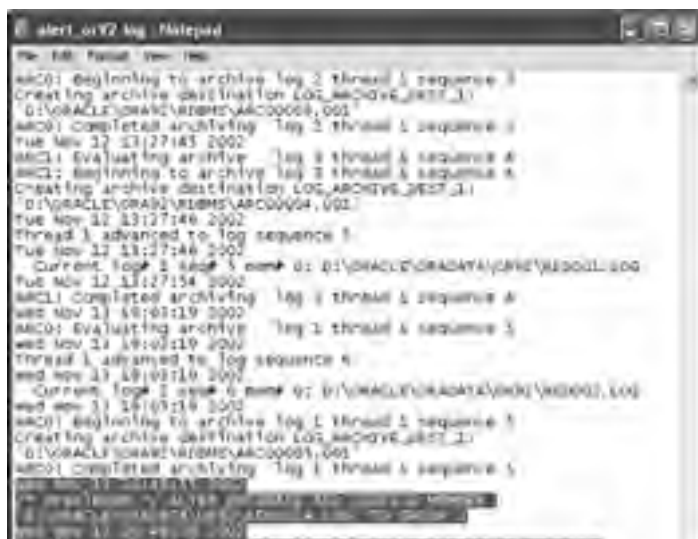 alert_or92 log - Notepad
File Edit Format View Help
ARC0: Beginning to archive log 2 thread 1 sequence 3
Creating archive destination LOG_ARCHIVE_DEST_1:
'D:\ORACLE\ORA92\RDBMS\ARC00003.001'
ARC0: Completed archiving log 2 thread 1 sequence 3
Tue Nov 12 13:27:45 2002
ARC1: Evaluating archive log 3 thread 1 sequence 4
ARC1: Beginning to archive log 3 thread 1 sequence 4
Creating archive destination LOG_ARCHIVE_DEST_1:
'D:\ORACLE\ORA92\RDBMS\ARC00004.001'
Tue Nov 12 13:27:46 2002
Thread 1 advanced to log sequence 5
Tue Nov 12 13:27:46 2002
Current log# 1 seq# 5 mem# 0: D:\ORACLE\ORADATA\OR92\REDO01.LOG
Tue Nov 12 13:27:54 2002
ARC1: Completed archiving log 3 thread 1 sequence 4
Wed Nov 13 19:03:19 2002
ARC0: Evaluating archive log 1 thread 1 sequence 5
Wed Nov 13 19:03:19 2002
Thread 1 advanced to log sequence 6
Wed Nov 13 19:03:19 2002
Current log# 2 seq# 6 mem# 0: D:\ORACLE\ORADATA\OR92\REDO02.LOG
Wed Nov 13 19:03:19 2002
ARC0: Beginning to archive log 1 thread 1 sequence 5
Creating archive destination LOG_ARCHIVE_DEST_1:
'D:\ORACLE\ORA92\RDBMS\ARC00005.001'
ARC0: Completed archiving log 1 thread 1 sequence 5